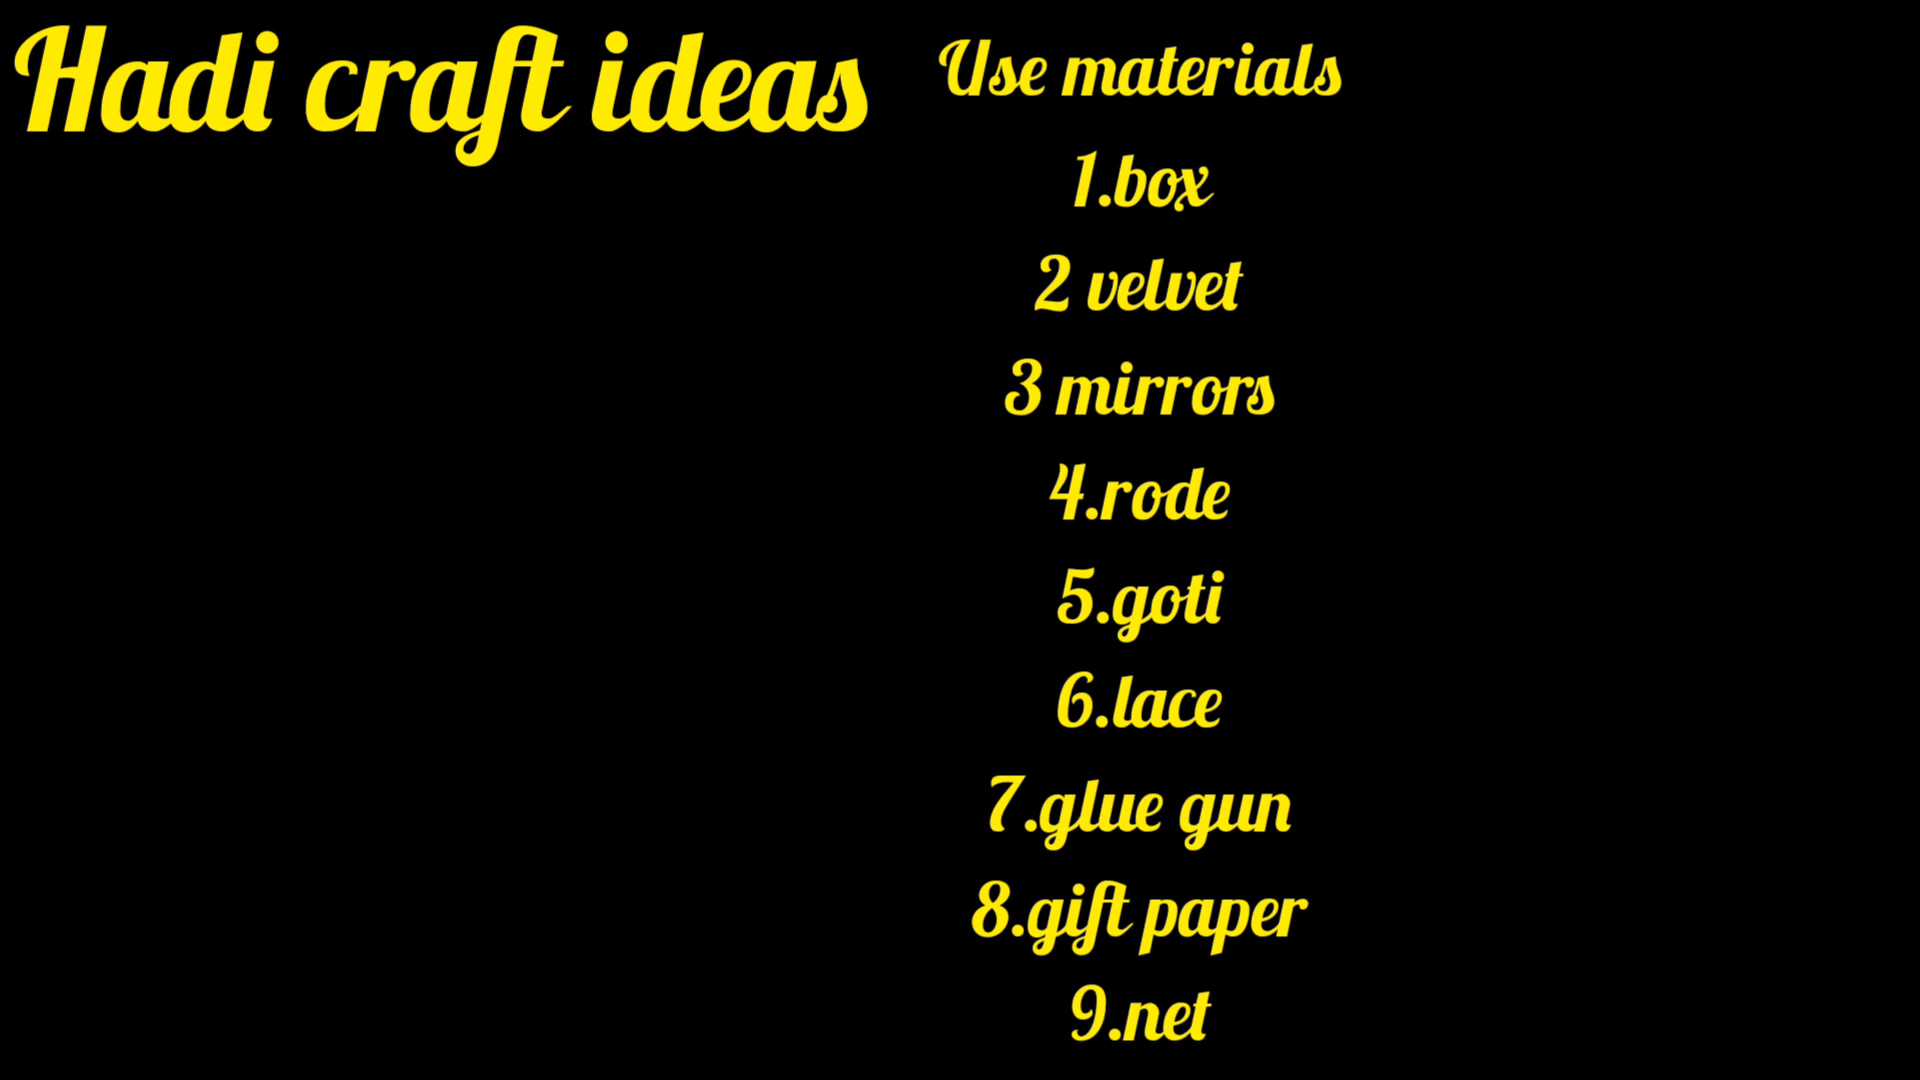 Hadi craft ideas
Use materials
1.box
2 velvet
3 mirrors
4.rode
5.goti
6.lace
7.glue gun
8.gift paper
9.net